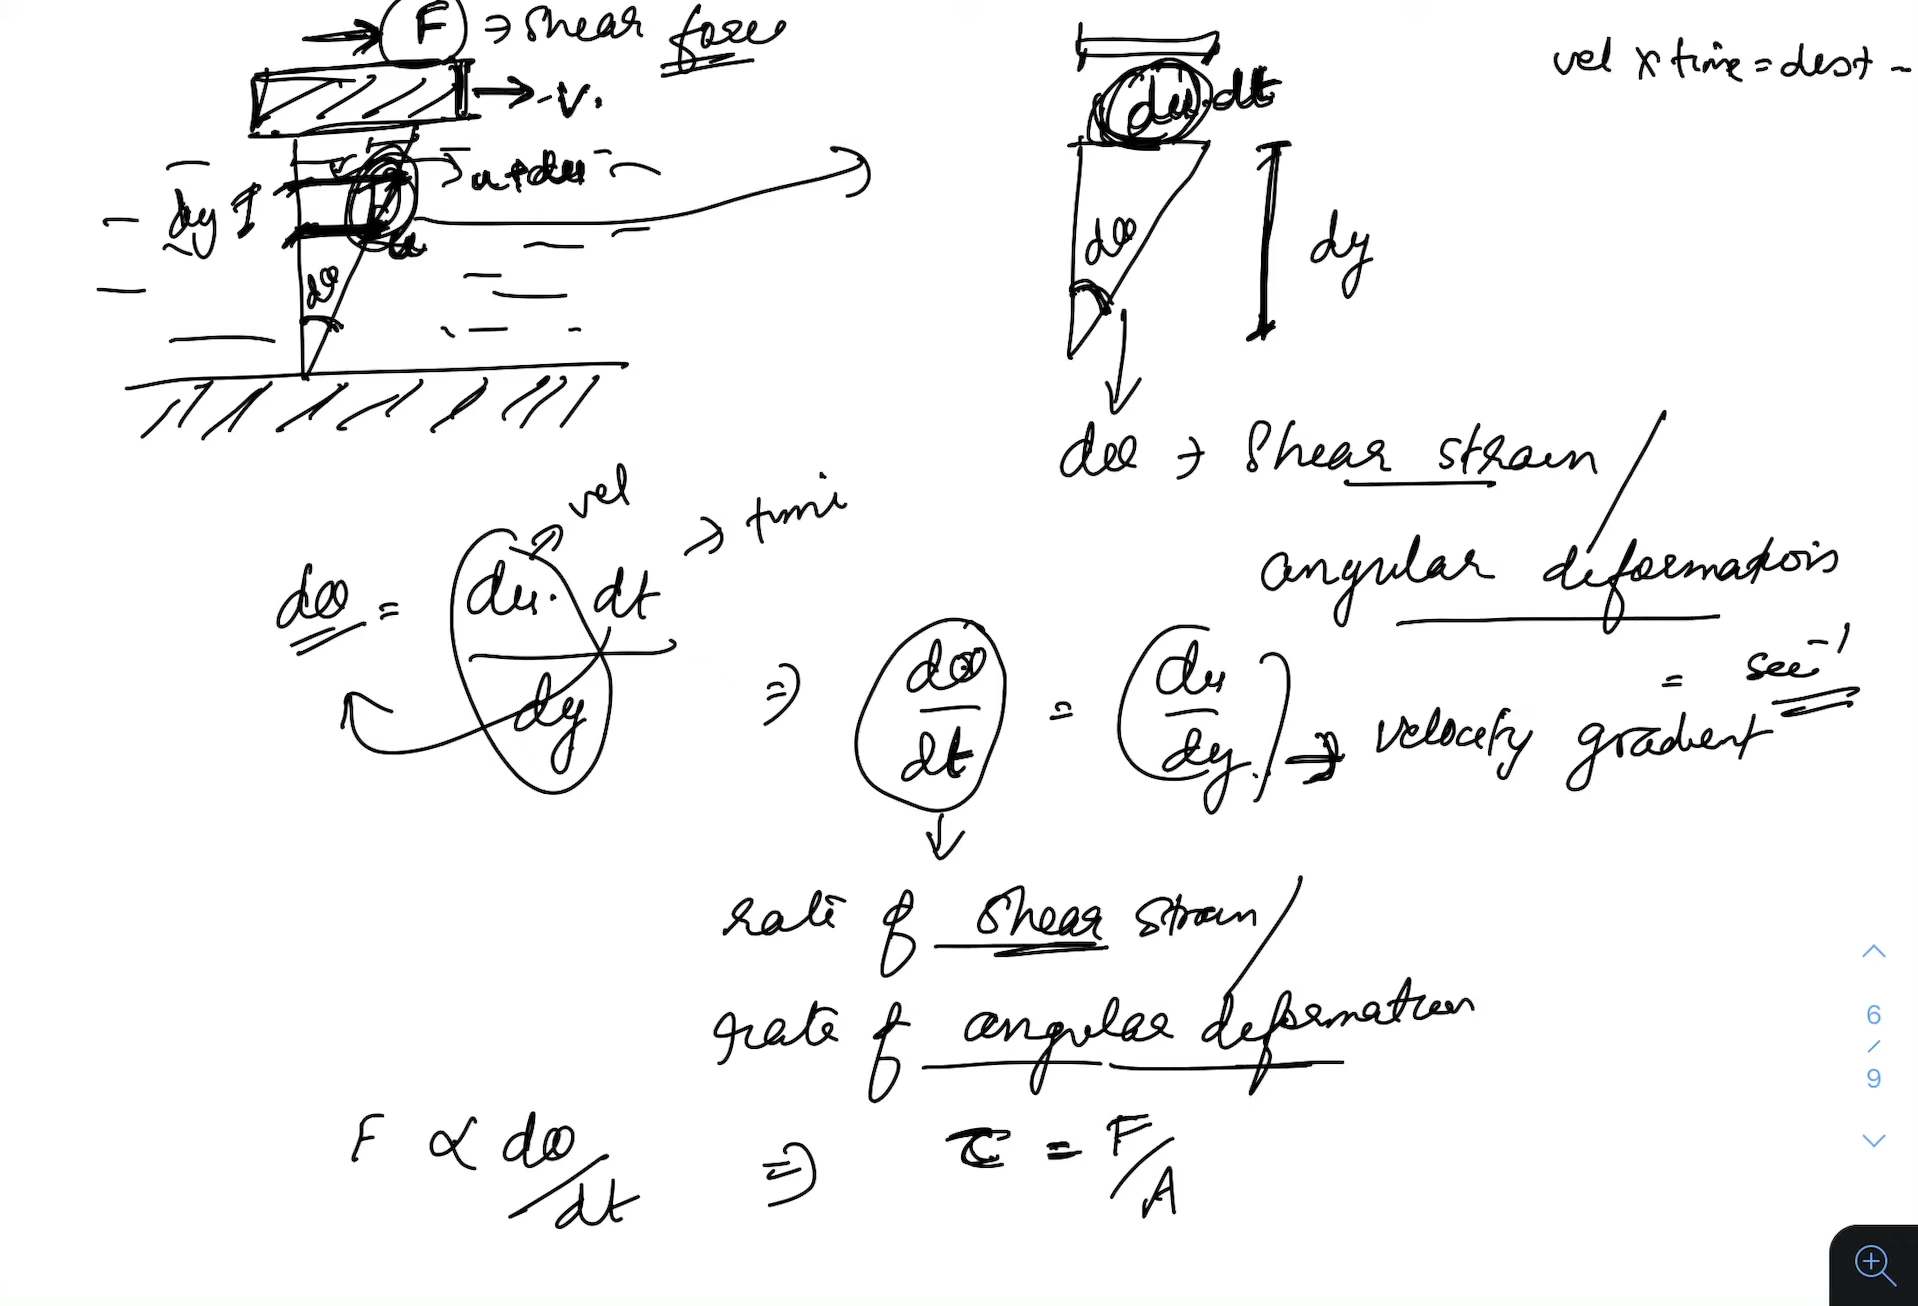 F ⇒ Shear force
vel x time = dist -
→ V.
du.dt
u+du
dy
u
dθ
dθ
dy
dθ → Shear strain /
angular deformation
vel
→ time
dθ = du. dt / dy
⇒ dθ/dt = (du/dy) → velocity gradient = sec⁻¹
rate of shear strain /
rate of angular deformation
F ∝ dθ/dt ⇒ τ = F/A
6
/
9